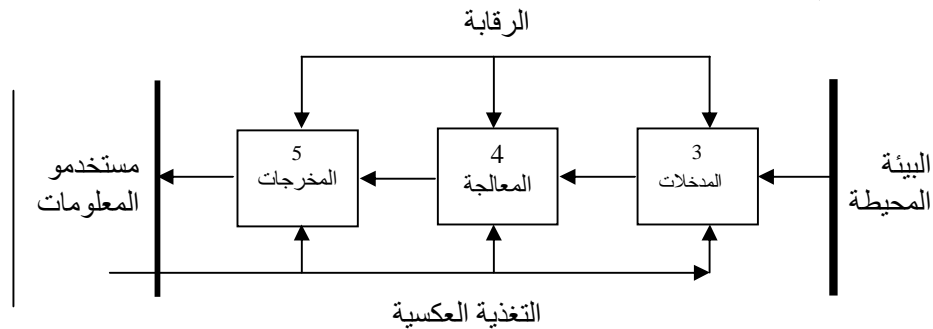 الرقابة
البيئة
المحيطة
3
المدخلات
4
المعالجة
5
المخرجات
مستخدمو
المعلومات
التغذية العكسية